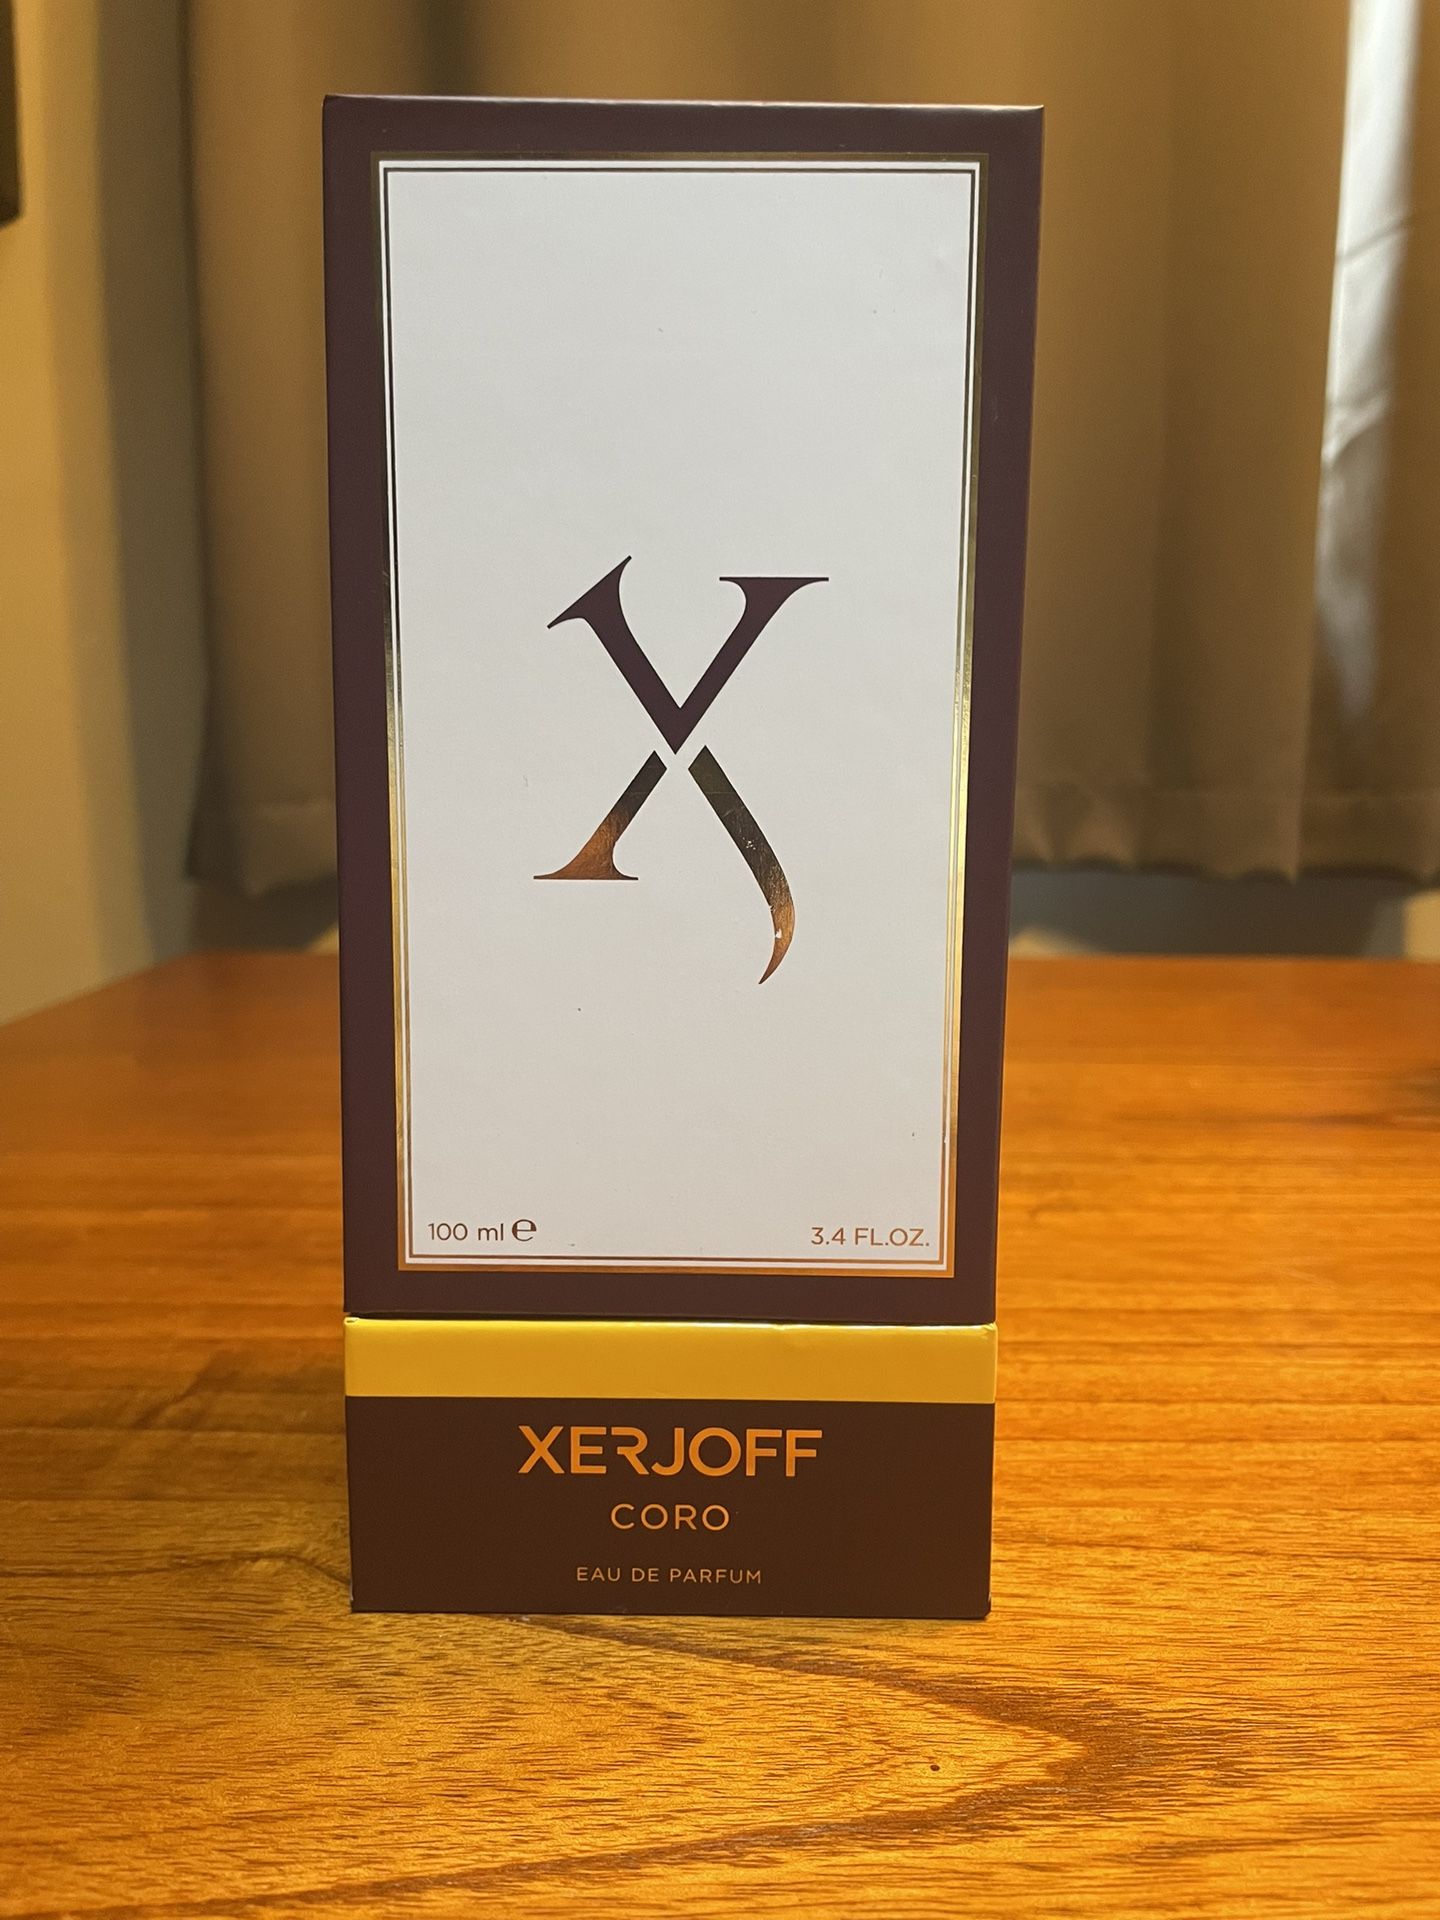 X
100 ml ℮
3.4 FL.OZ.
XERJOFF
CORO
EAU DE PARFUM